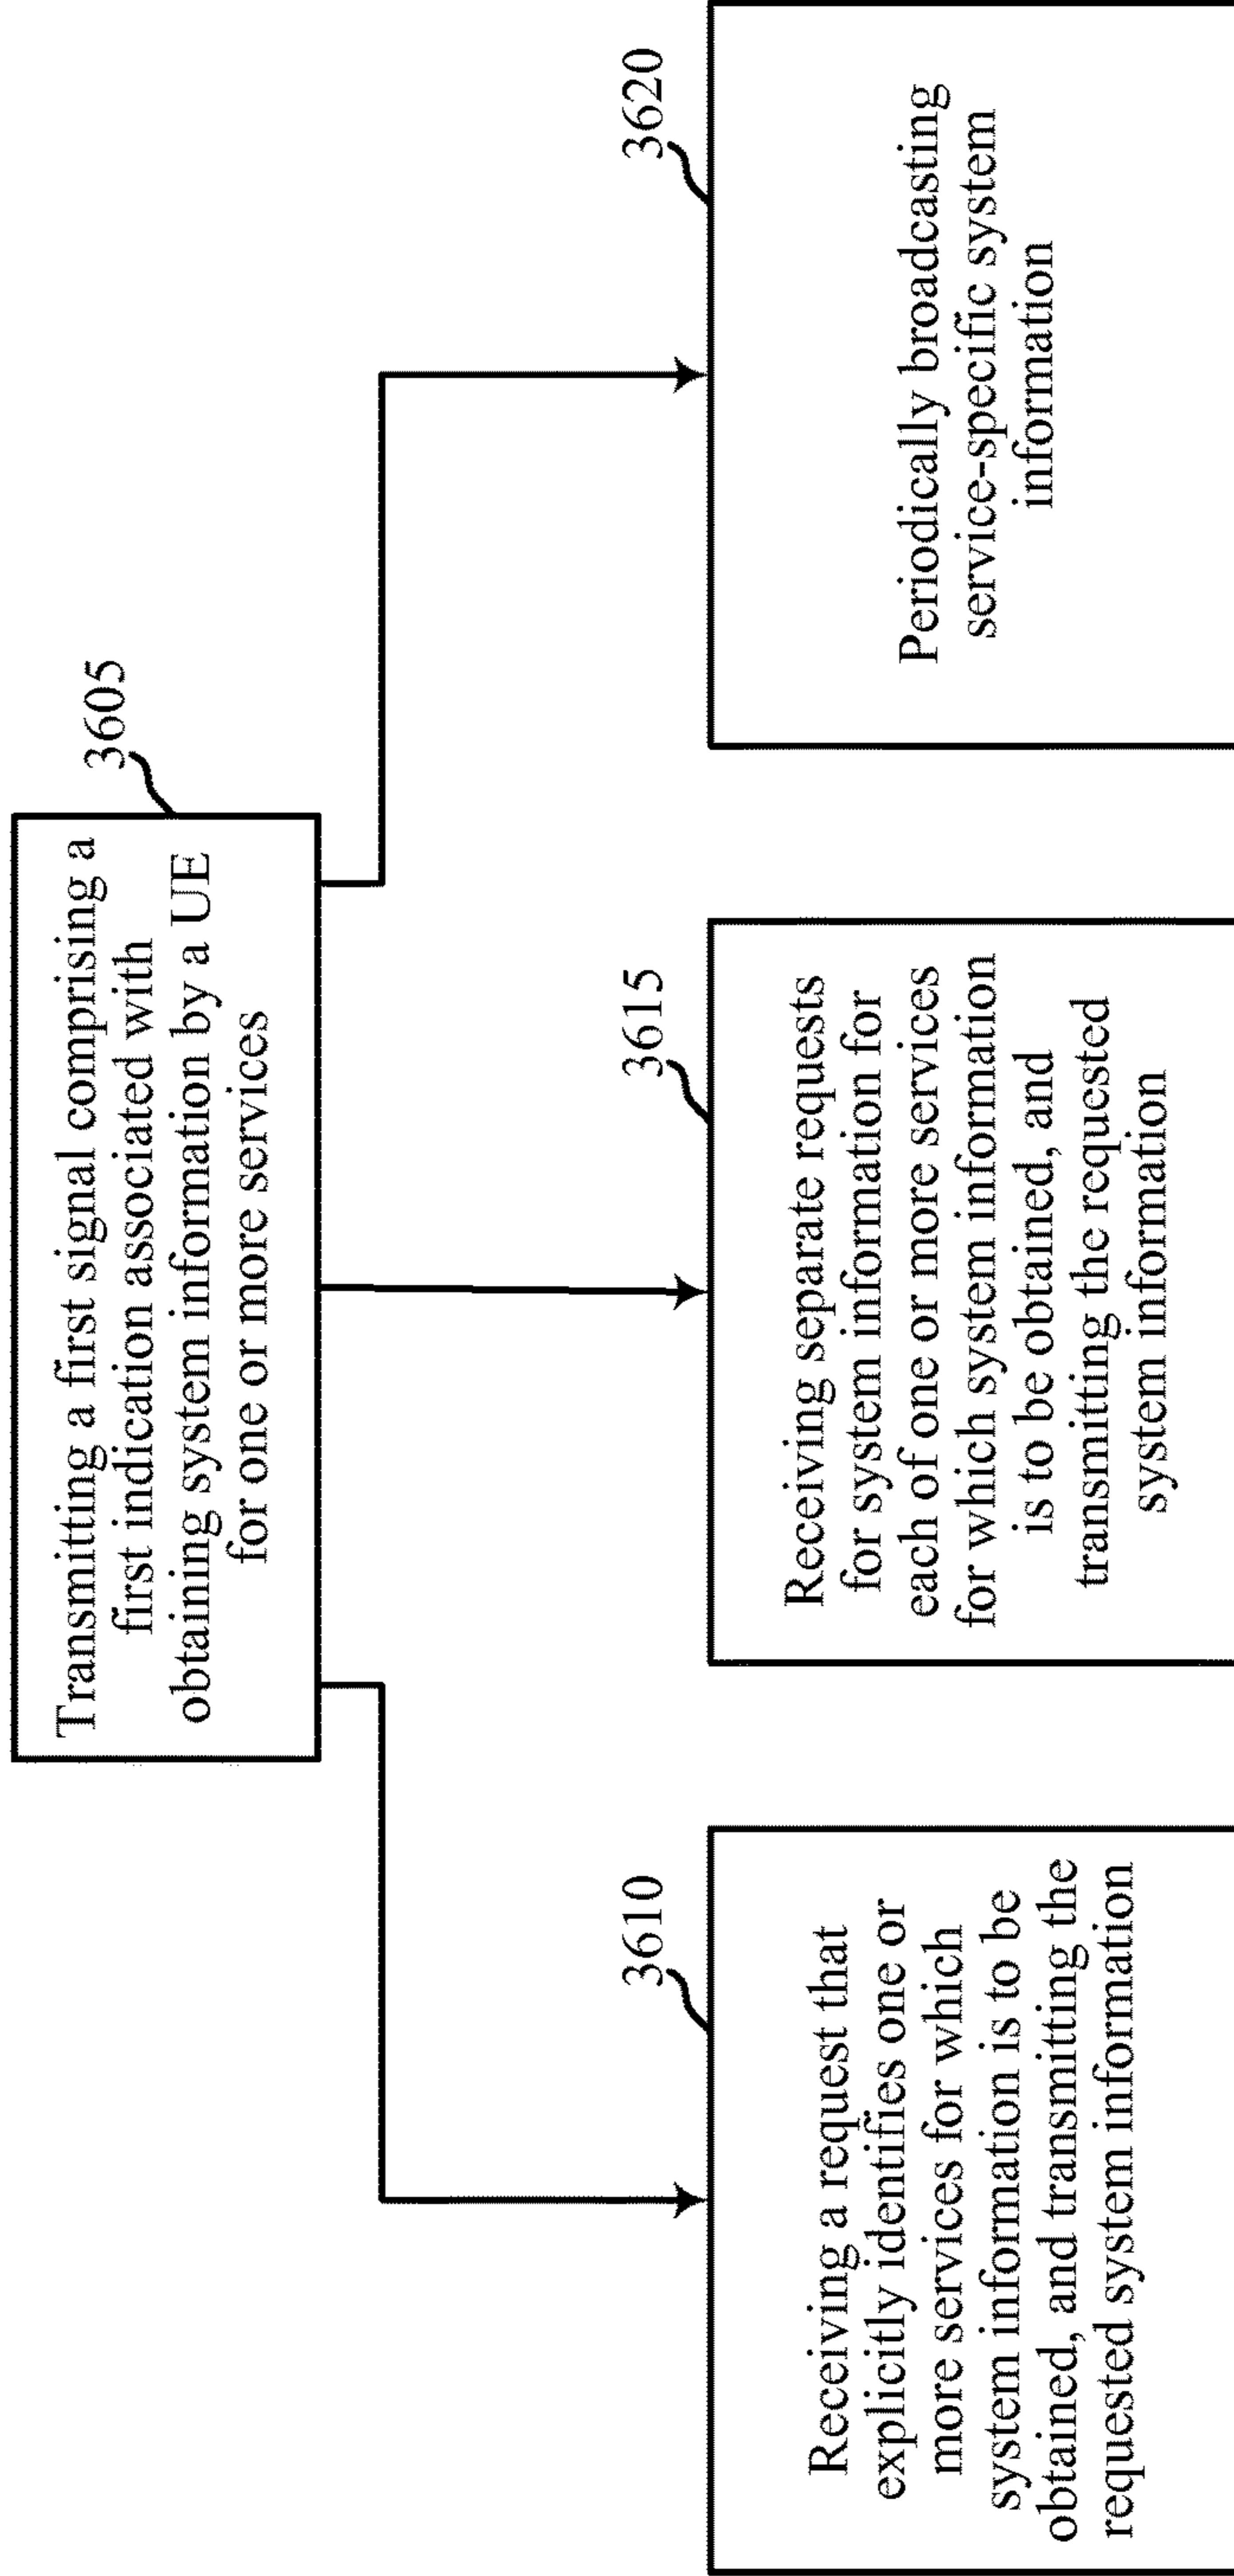 3605
Transmitting a first signal comprising a
first indication associated with
obtaining system information by a UE
for one or more services
3610
Receiving a request that
explicitly identifies one or
more services for which
system information is to be
obtained, and transmitting the
requested system information
3615
Receiving separate requests
for system information for
each of one or more services
for which system information
is to be obtained, and
transmitting the requested
system information
3620
Periodically broadcasting
service-specific system
information